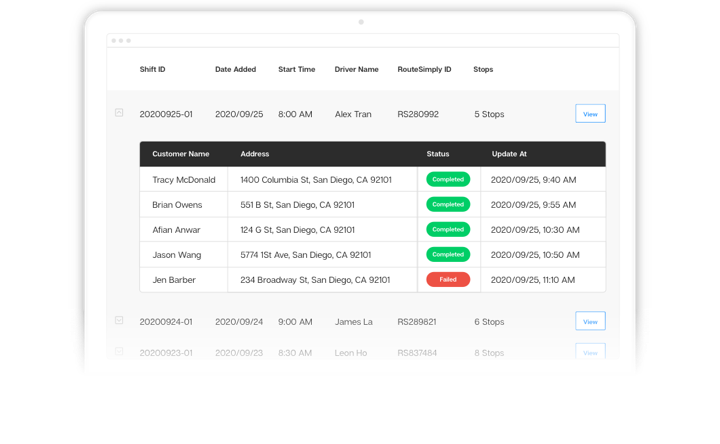 Shift ID Date Added Start Time Driver Name RouteSimply ID Stops
20200925-01 2020/09/25 8:00 AM Alex Tran RS280992 5 Stops View
Customer Name Address Status Update At
Tracy McDonald 1400 Columbia St, San Diego, CA 92101 Completed 2020/09/25, 9:40 AM
Brian Owens 551 B St, San Diego, CA 92101 Completed 2020/09/25, 9:55 AM
Afian Anwar 124 G St, San Diego, CA 92101 Completed 2020/09/25, 10:30 AM
Jason Wang 5774 1St Ave, San Diego, CA 92101 Completed 2020/09/25, 10:50 AM
Jen Barber 234 Broadway St, San Diego, CA 92101 Failed 2020/09/25, 11:10 AM
20200924-01 2020/09/24 9:00 AM James La RS289821 6 Stops View
20200923-01 2020/09/23 8:30 AM Leon Ho RS837484 8 Stops View